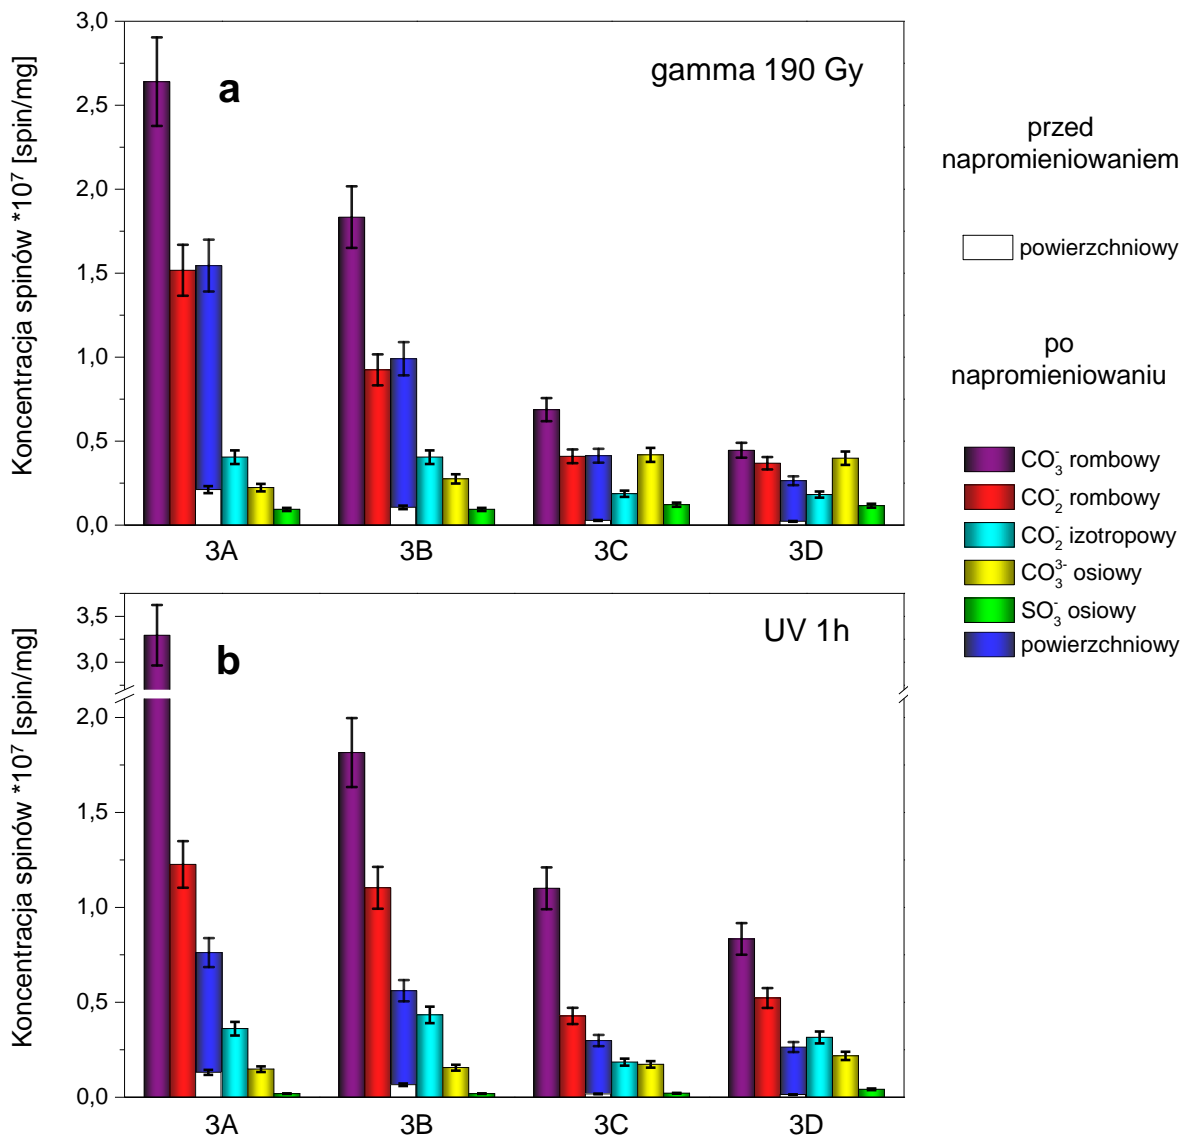 Koncentracja spinów *10⁷ [spin/mg]
3,0
2,5
2,0
1,5
1,0
0,5
0,0
a
gamma 190 Gy
3A
3B
3C
3D
Koncentracja spinów *10⁷ [spin/mg]
3,5
3,0
2,0
1,5
1,0
0,5
0,0
b
UV 1h
3A
3B
3C
3D
przed
napromieniowaniem
powierzchniowy
po
napromieniowaniu
CO₃⁻ rombowy
CO₂⁻ rombowy
CO₂⁻ izotropowy
CO₃³⁻ osiowy
SO₃⁻ osiowy
powierzchniowy